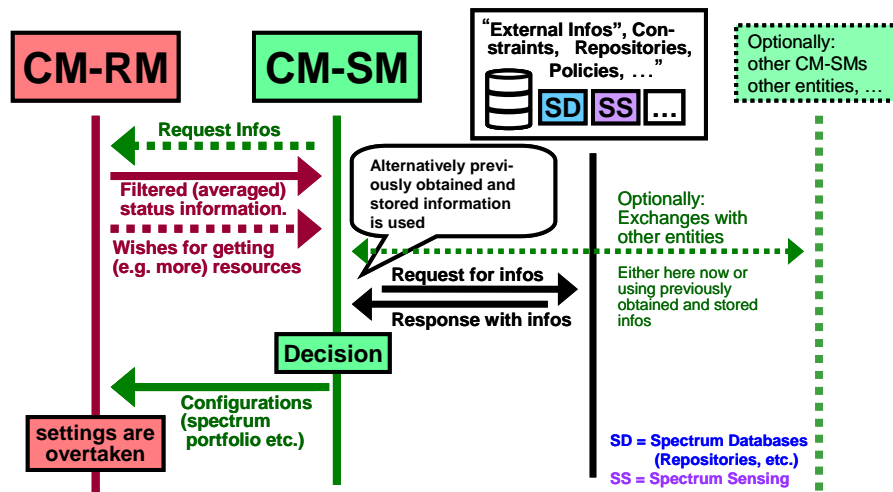 CM-RM
CM-SM
“External Infos”, Con-
straints, Repositories,
Policies, …”
SD
SS
...
Optionally:
other CM-SMs
other entities, …
Request Infos
Filtered (averaged)
status information.
Wishes for getting
(e.g. more) resources
Alternatively previ-
ously obtained and
stored information
is used
Optionally:
Exchanges with
other entities
Request for infos
Response with infos
Either here now or
using previously
obtained and stored
infos
Decision
Configurations
(spectrum
portfolio etc.)
settings are
overtaken
SD = Spectrum Databases
(Repositories, etc.)
SS = Spectrum Sensing